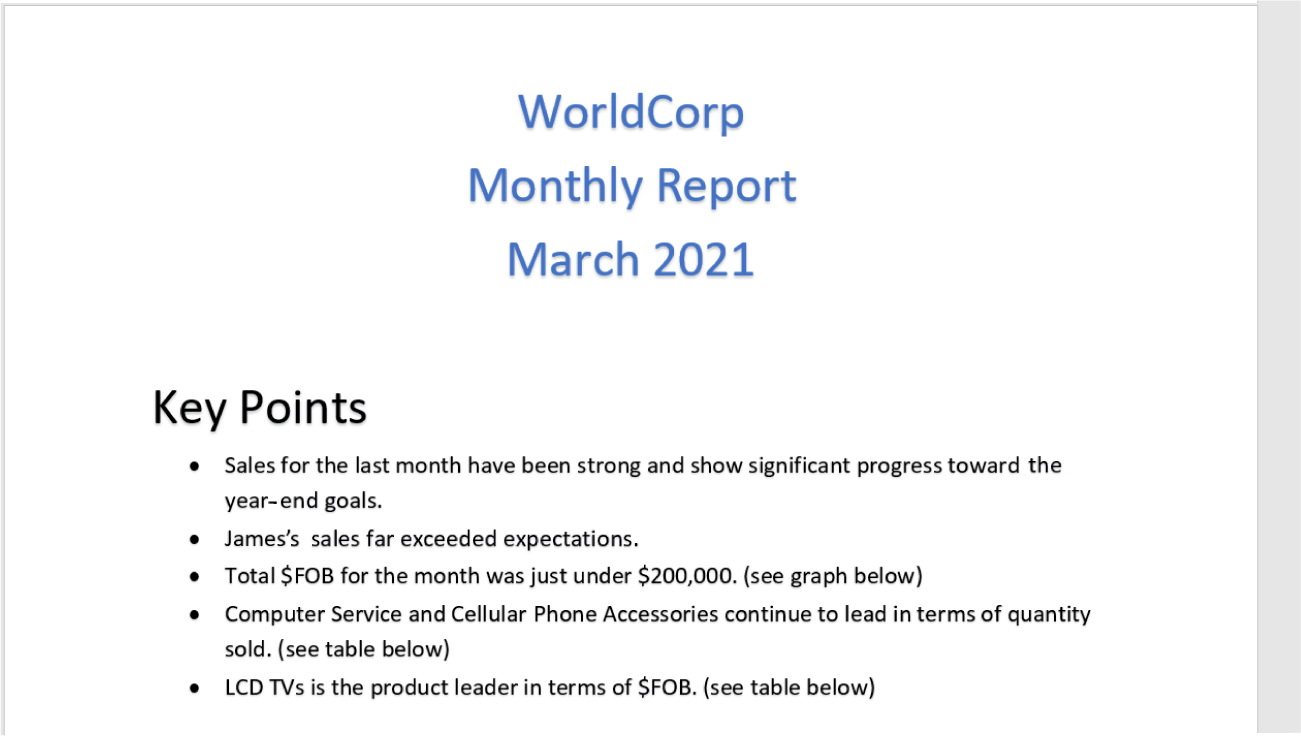 WorldCorp
Monthly Report
March 2021
Key Points
• Sales for the last month have been strong and show significant progress toward the
year-end goals.
• James’s  sales far exceeded expectations.
• Total $FOB for the month was just under $200,000. (see graph below)
• Computer Service and Cellular Phone Accessories continue to lead in terms of quantity
sold. (see table below)
• LCD TVs is the product leader in terms of $FOB. (see table below)